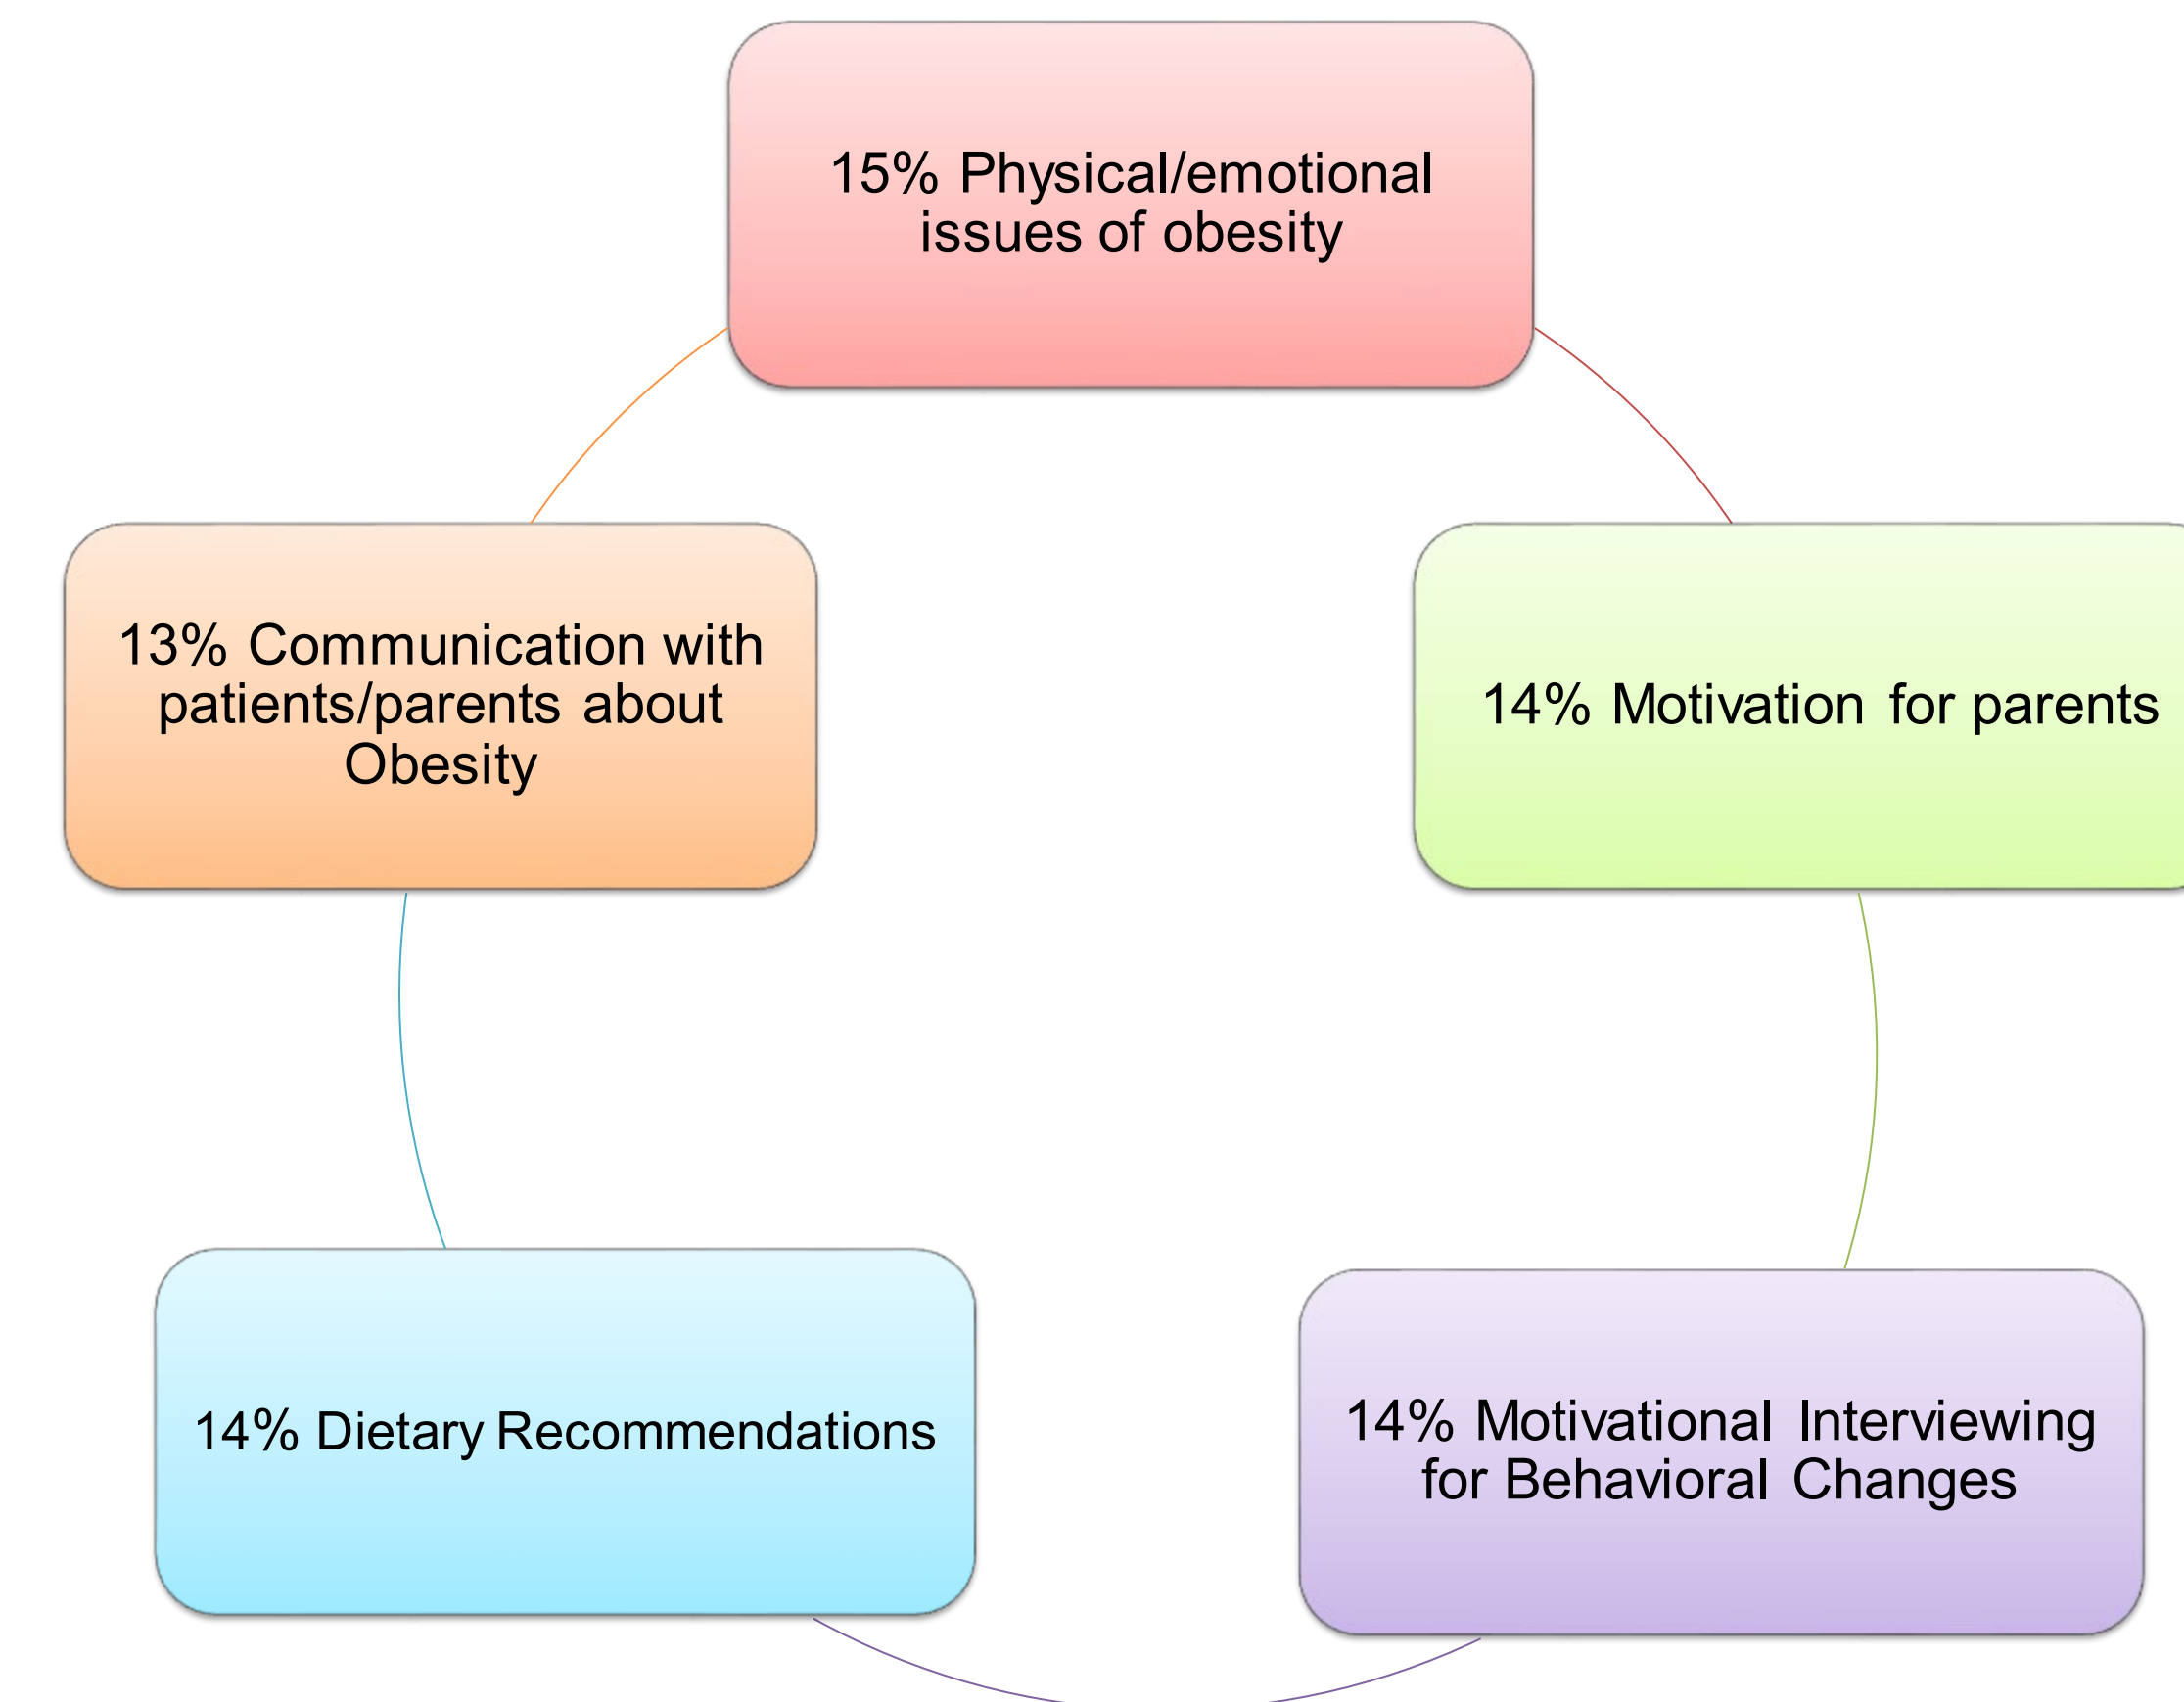 15% Physical/emotional
issues of obesity
13% Communication with
patients/parents about
Obesity
14% Motivation for parents
14% Dietary Recommendations
14% Motivational Interviewing
for Behavioral Changes